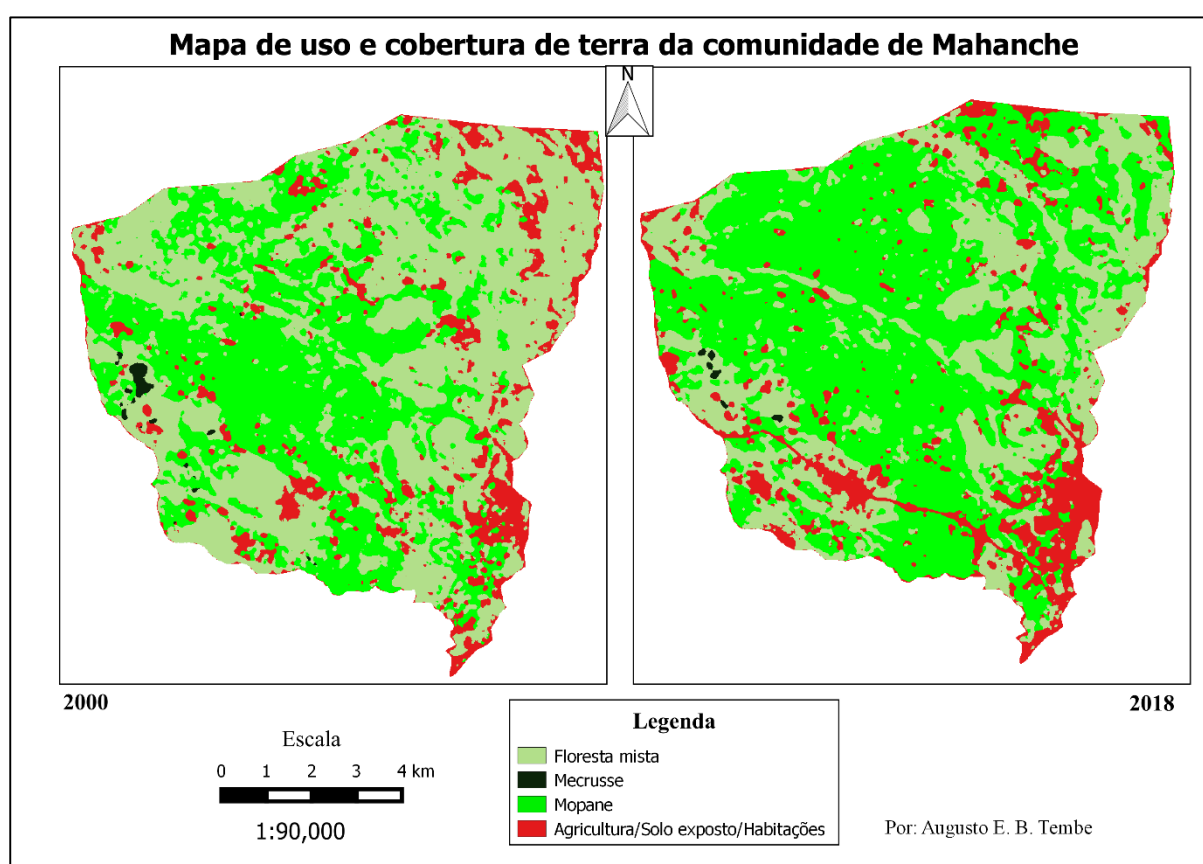 Mapa de uso e cobertura de terra da comunidade de Mahanche
N
2000
2018
Escala
0 1 2 3 4 km
1:90,000
Legenda
Floresta mista
Mecrusse
Mopane
Agricultura/Solo exposto/Habitações
Por: Augusto E. B. Tembe